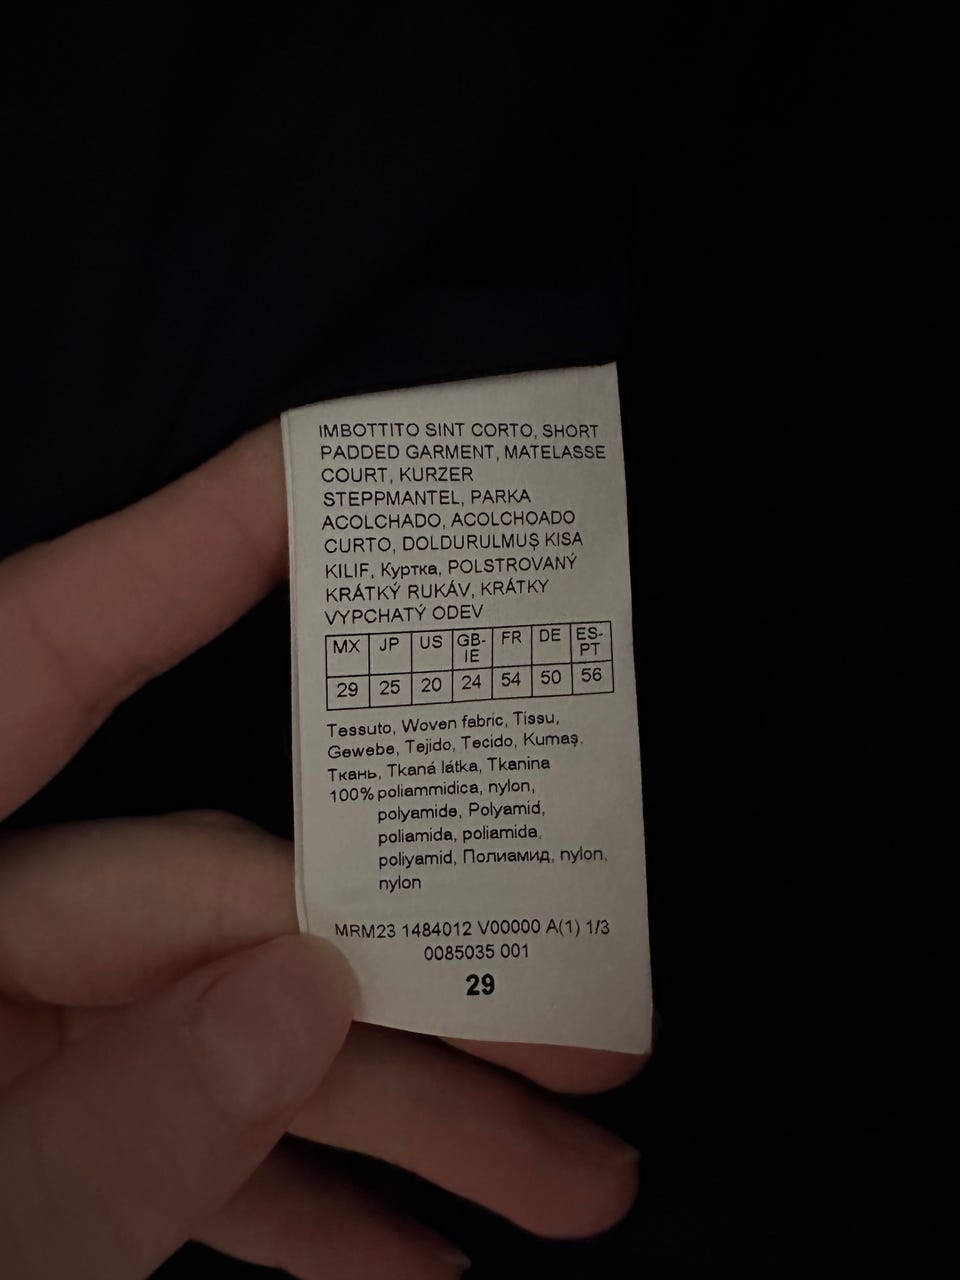 IMBOTTITO SINT CORTO, SHORT
PADDED GARMENT, MATELASSE
COURT, KURZER
STEPPMANTEL, PARKA
ACOLCHADO, ACOLCHOADO
CURTO, DOLDURULMUŞ KISA
KILIF, Куртка, POLSTROVANÝ
KRÁTKÝ RUKÁV, KRÁTKY
VYPCHATÝ ODEV
MX JP US GB-IE FR DE ES-PT
29 25 20 24 54 50 56
Tessuto, Woven fabric, Tissu,
Gewebe, Tejido, Tecido, Kumaş,
Ткань, Tkaná látka, Tkanina
100% poliammidica, nylon,
polyamide, Polyamid,
poliamida, poliamida,
poliyamid, Полиамид, nylon,
nylon
MRM23 1484012 V00000 A(1) 1/3
0085035 001
29